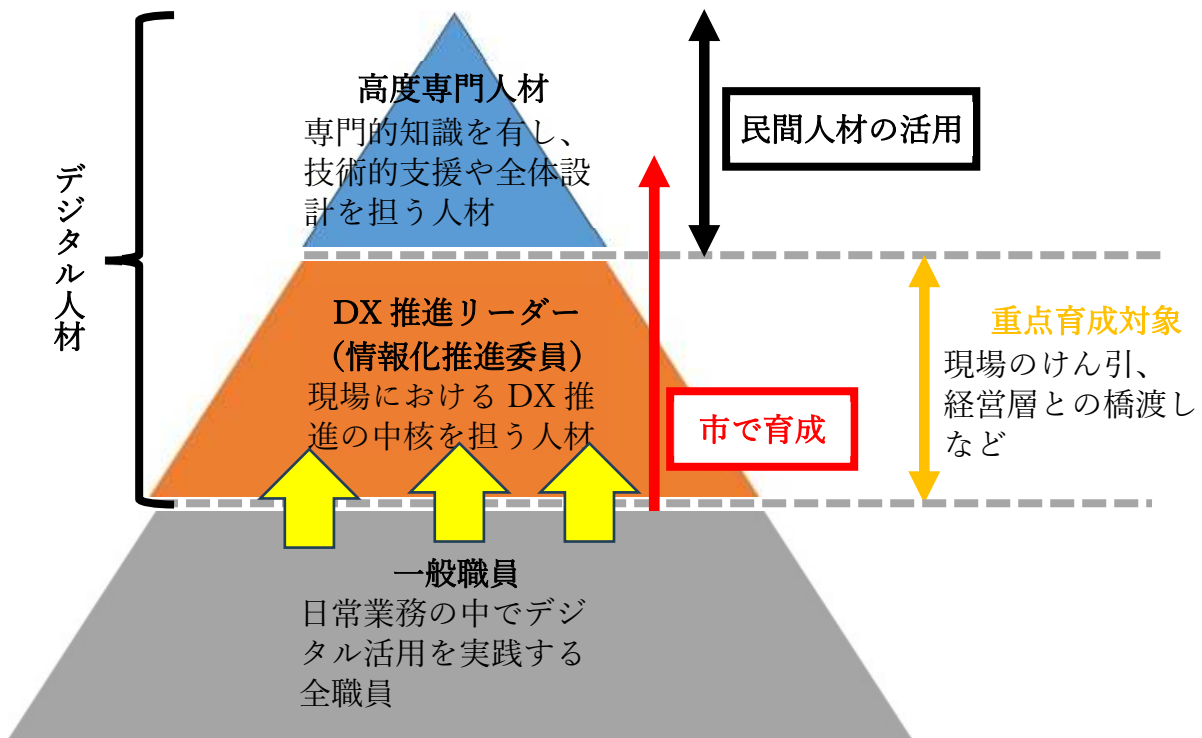 高度専門人材
専門的知識を有し、
技術的支援や全体設
計を担う人材
民間人材の活用
デジタル人材
DX 推進リーダー
（情報化推進委員）
現場における DX 推
進の中核を担う人材
重点育成対象
現場のけん引、
経営層との橋渡し
など
市で育成
一般職員
日常業務の中でデジ
タル活用を実践する
全職員